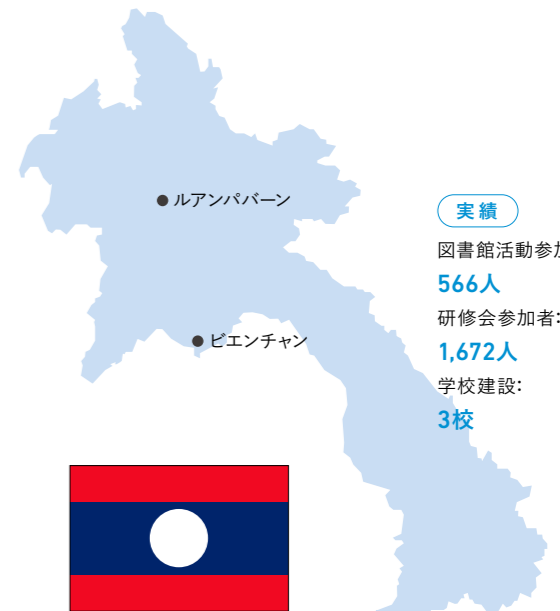 ルアンパバーン
ビエンチャン
実績
図書館活動参加
566人
研修会参加者:
1,672人
学校建設:
3校